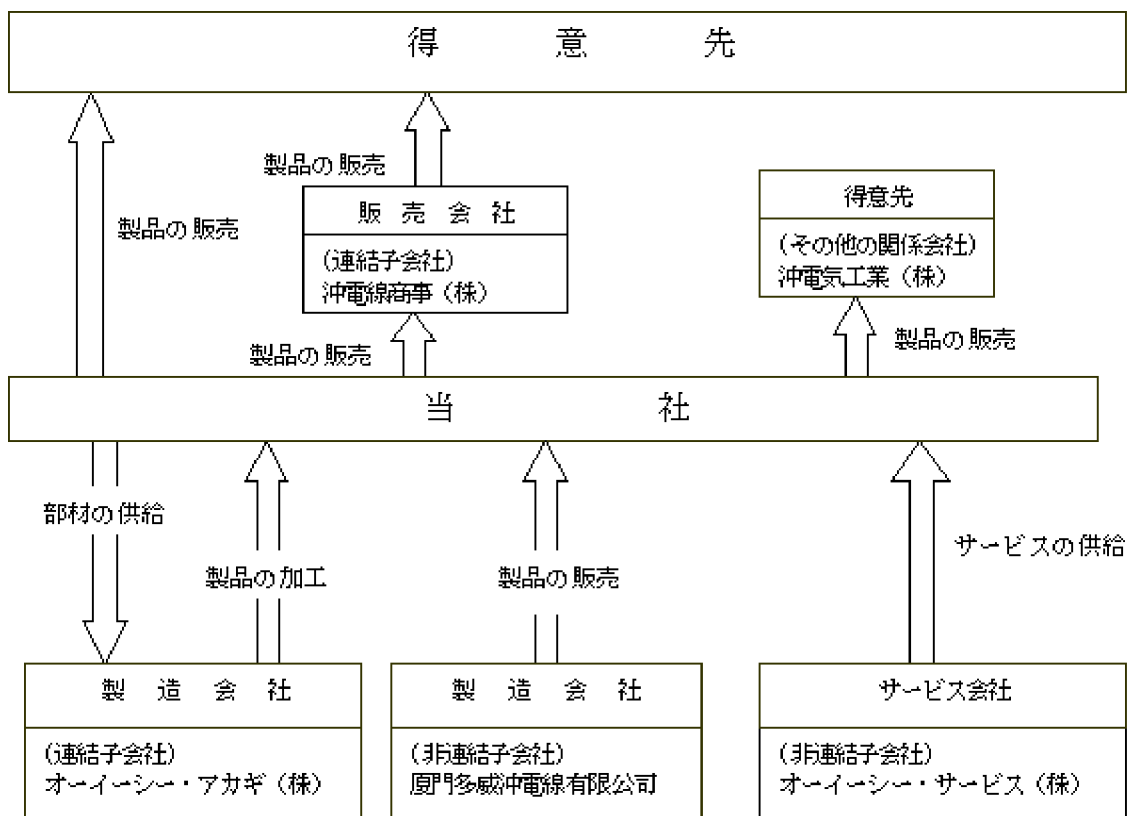 得意先
製品の販売
製品の販売
販売会社
(連結子会社)
沖電線商事(株)
得意先
(その他の関係会社)
沖電気工業(株)
製品の販売
製品の販売
当社
部材の供給
製品の加工
製品の販売
サービスの供給
製造会社
(連結子会社)
オーイーシー・アカギ(株)
製造会社
(非連結子会社)
厦門多威沖電線有限公司
サービス会社
(非連結子会社)
オーイーシー・サービス(株)